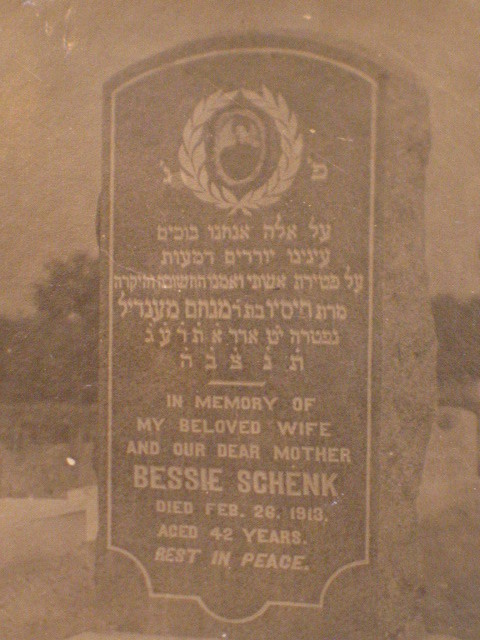 פ נ
על אלה אנחנו בוכים
עינינו יורדים דמעות
על פטירת אשתי ואמנו החשובה והיקרה
מרת חיסיו בת ר מנחם מענדיל
נפטרה יט אדר א תרעג
ת נ צ ב ה
IN MEMORY OF
MY BELOVED WIFE
AND OUR DEAR MOTHER
BESSIE SCHENK
DIED FEB. 26. 1913,
AGED 42 YEARS.
REST IN PEACE.